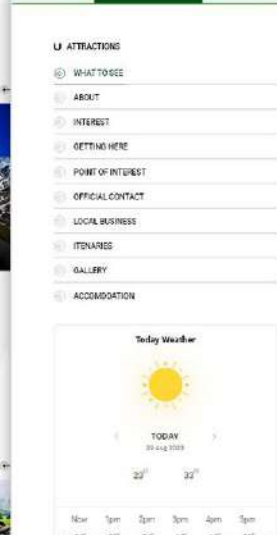 ATTRACTIONS
WHAT TO SEE
ABOUT
INTEREST
GETTING HERE
POINT OF INTEREST
OFFICIAL CONTACT
LOCAL BUSINESS
ITENARIES
GALLERY
ACCOMODATION
Today Weather
TODAY
23° 33°
Now 1pm 2pm 3pm 4pm 5pm